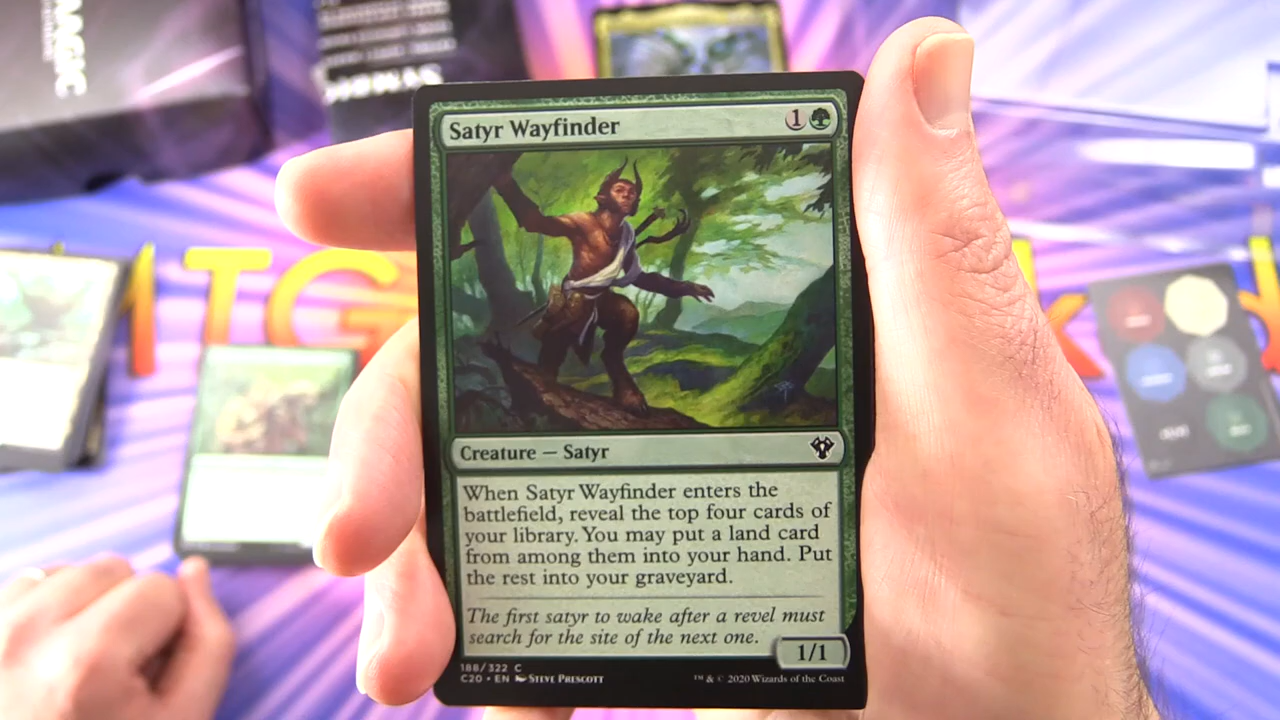 MAGIC
MTG
Satyr Wayfinder
1
Creature — Satyr
When Satyr Wayfinder enters the
battlefield, reveal the top four cards of
your library. You may put a land card
from among them into your hand. Put
the rest into your graveyard.
The first satyr to wake after a revel must
search for the site of the next one.
1/1
188/322 C
C20 • EN Steve Prescott
™ & © 2020 Wizards of the Coast